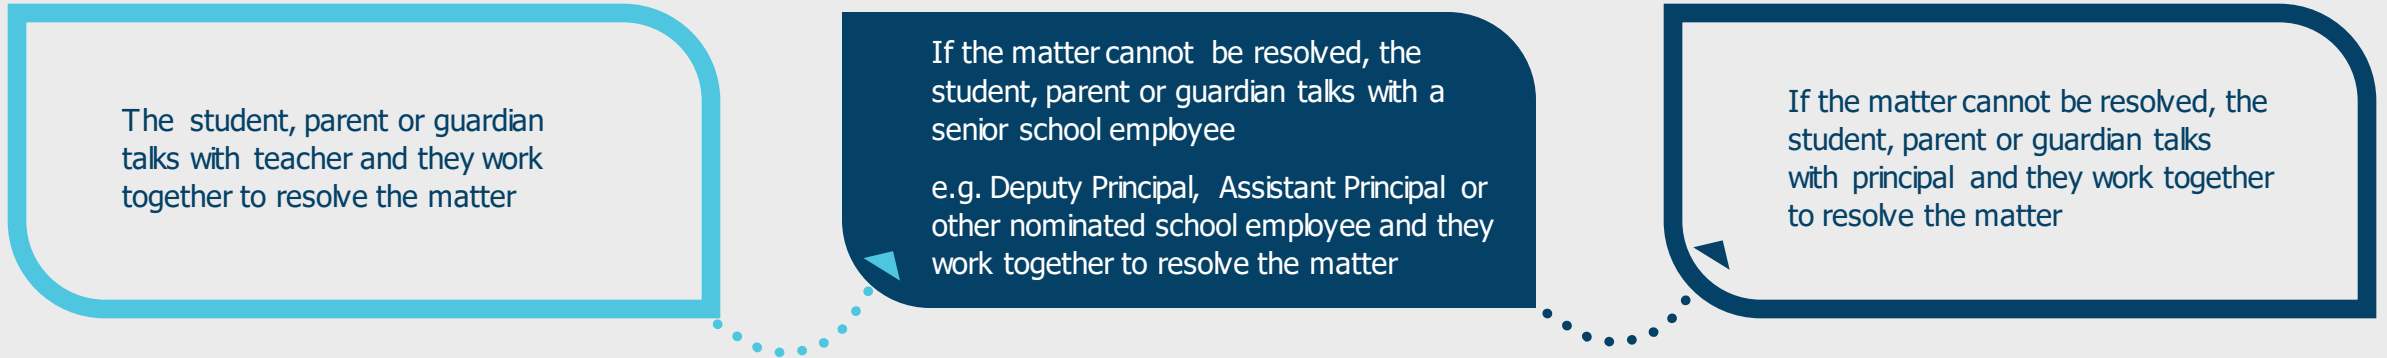 The student, parent or guardian
talks with teacher and they work
together to resolve the matter
If the matter cannot be resolved, the
student, parent or guardian talks with a
senior school employee
e.g. Deputy Principal, Assistant Principal or
other nominated school employee and they
work together to resolve the matter
If the matter cannot be resolved, the
student, parent or guardian talks
with principal and they work together
to resolve the matter